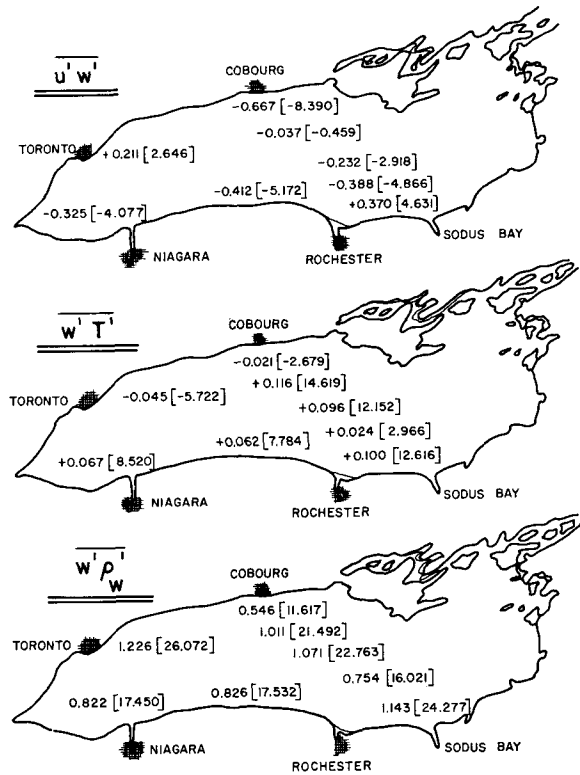 u'w'
COBOURG
-0.667 [-8.390]
-0.037 [-0.459]
TORONTO
+0.211 [2.646]
-0.232 [-2.918]
-0.388 [-4.866]
-0.412 [-5.172]
+0.370 [4.631]
-0.325 [-4.077]
SODUS BAY
NIAGARA
ROCHESTER
w'T'
COBOURG
-0.021 [-2.679]
+0.116 [14.619]
TORONTO
-0.045 [-5.722]
+0.096 [12.152]
+0.024 [2.966]
+0.062 [7.784]
+0.100 [12.616]
+0.067 [8.520]
SODUS BAY
NIAGARA
ROCHESTER
w'ρw'
COBOURG
0.546 [11.617]
1.011 [21.492]
TORONTO
1.226 [26.072]
1.071 [22.763]
0.754 [16.021]
0.822 [17.450]
0.826 [17.532]
1.143 [24.277]
NIAGARA
ROCHESTER
SODUS BAY